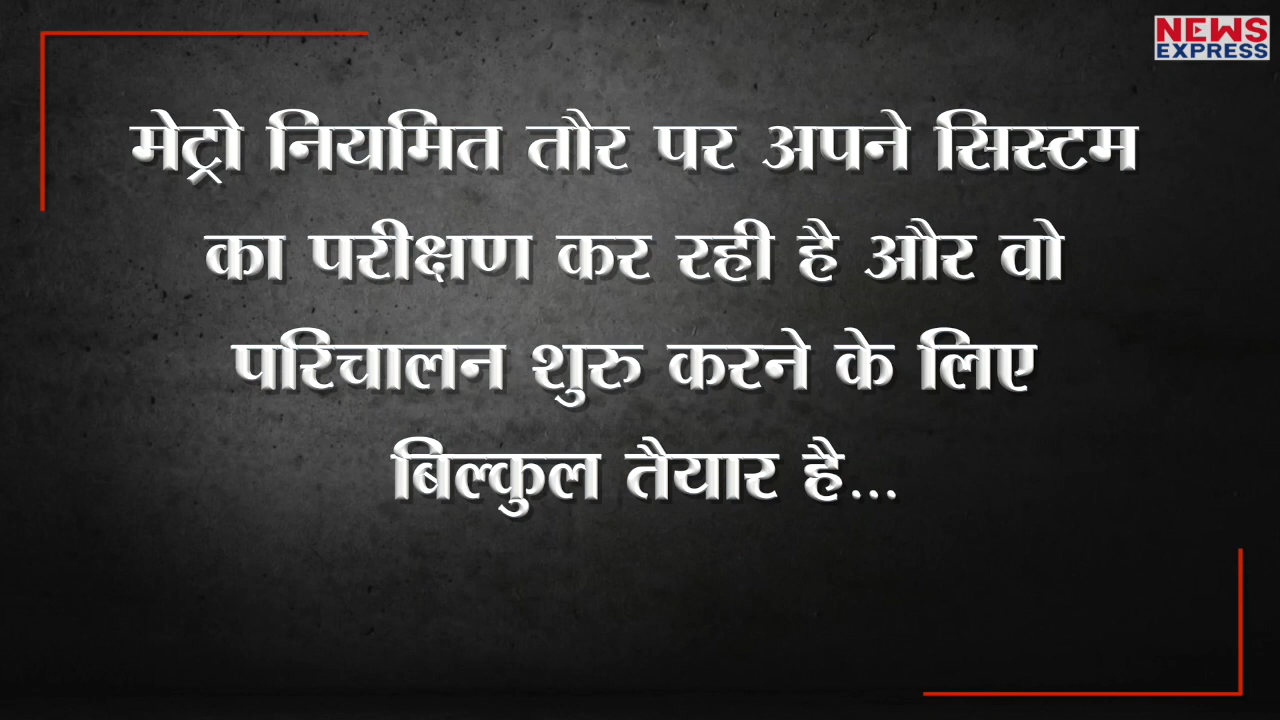 NEWS
EXPRESS
मेट्रो नियमित तौर पर अपने सिस्टम
का परीक्षण कर रही है और वो
परिचालन शुरु करने के लिए
बिल्कुल तैयार है...